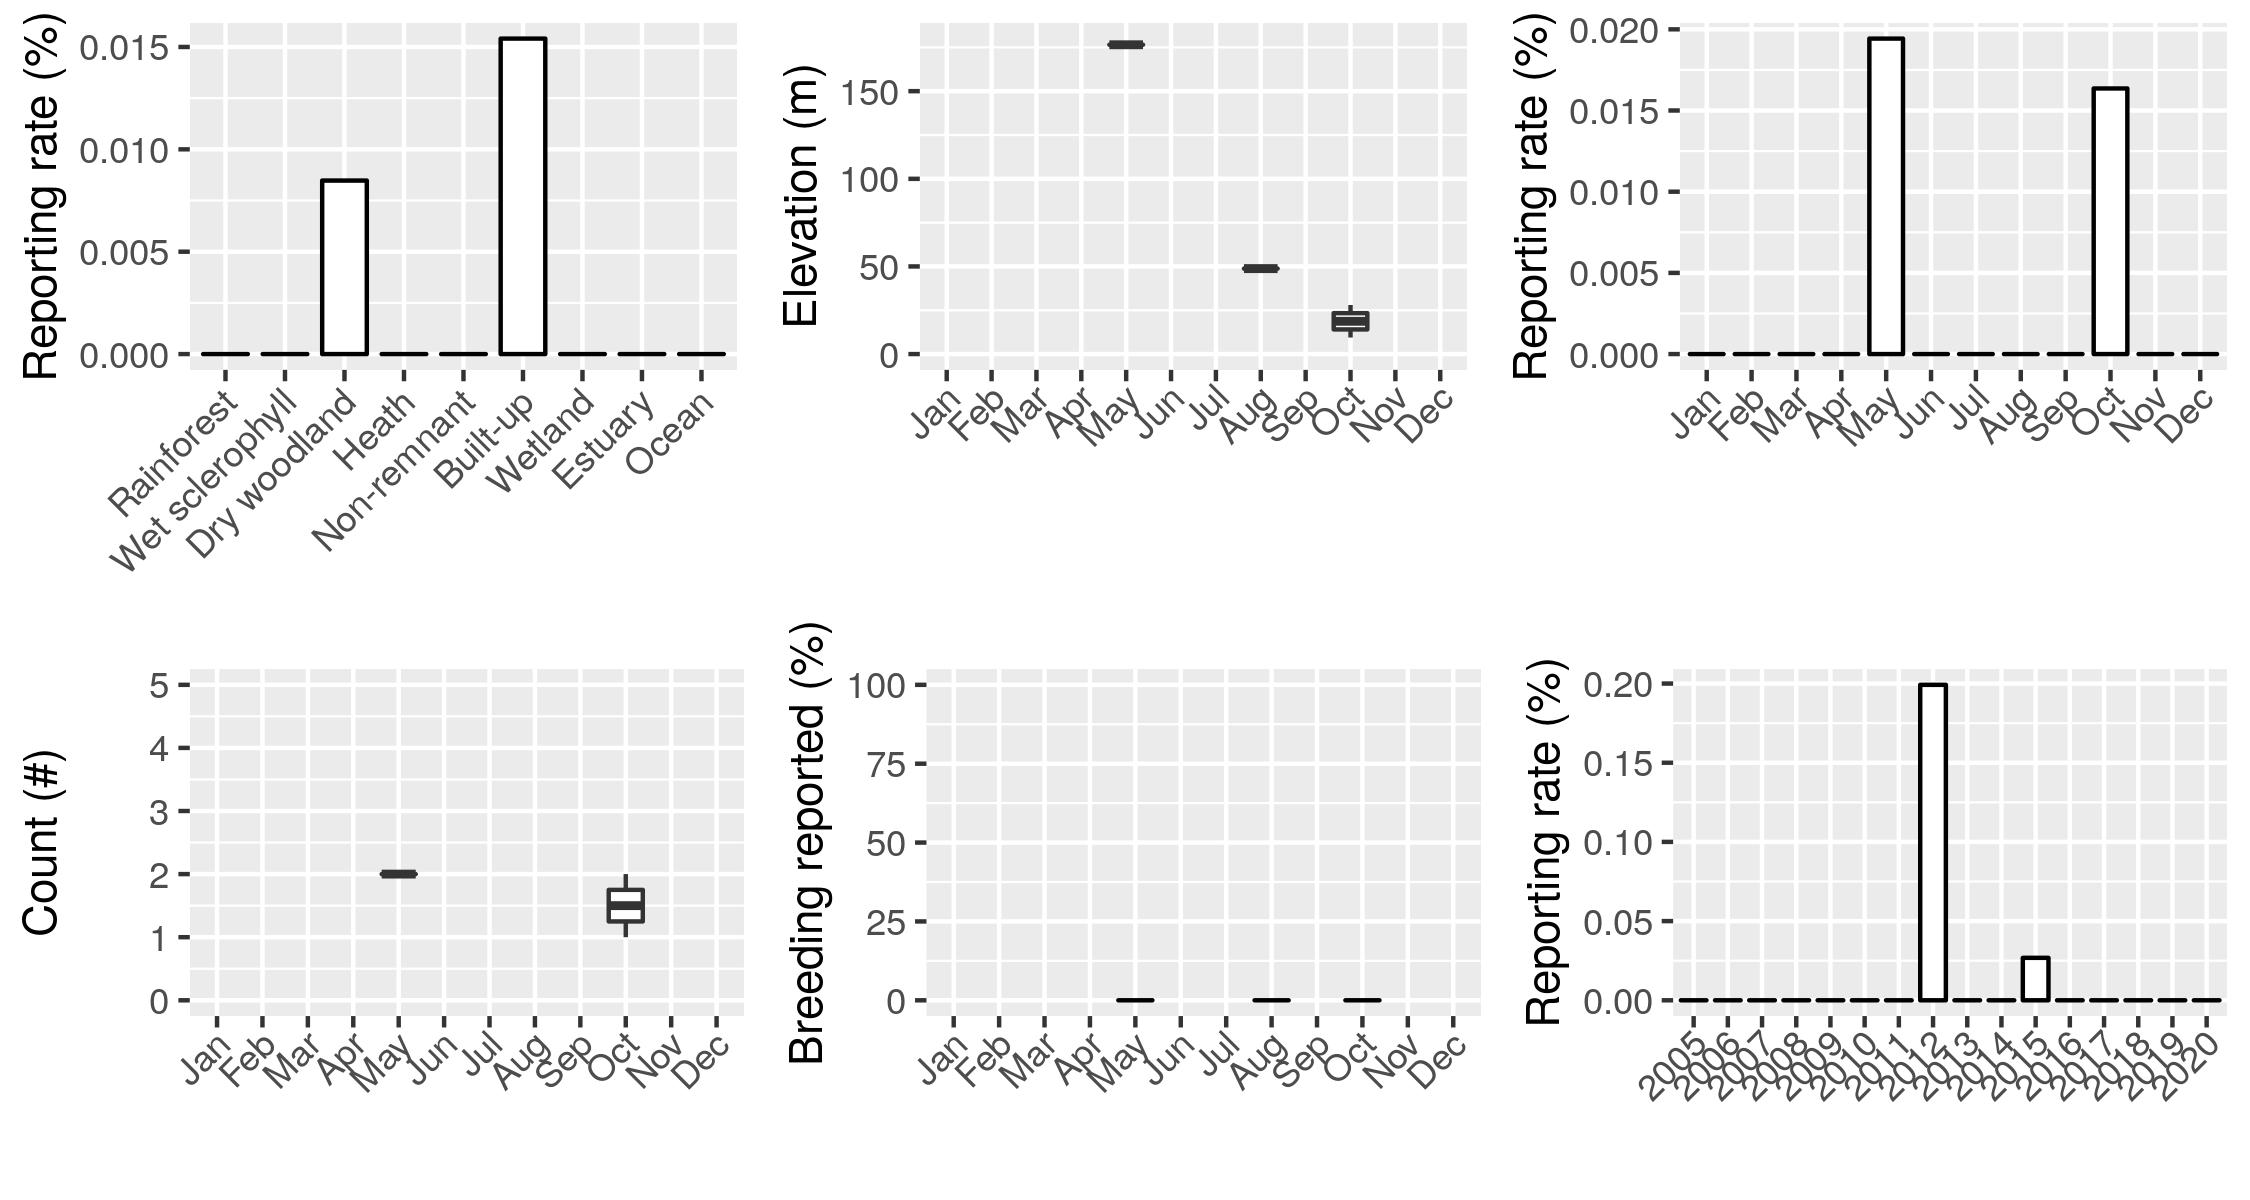 Reporting rate (%)
0.015
0.010
0.005
0.000
Rainforest
Wet sclerophyll
Dry woodland
Heath
Non-remnant
Built-up
Wetland
Estuary
Ocean
Elevation (m)
150
100
50
0
Jan
Feb
Mar
Apr
May
Jun
Jul
Aug
Sep
Oct
Nov
Dec
Reporting rate (%)
0.020
0.015
0.010
0.005
0.000
Jan
Feb
Mar
Apr
May
Jun
Jul
Aug
Sep
Oct
Nov
Dec
Count (#)
5
4
3
2
1
0
Jan
Feb
Mar
Apr
May
Jun
Jul
Aug
Sep
Oct
Nov
Dec
Breeding reported (%)
100
75
50
25
0
Jan
Feb
Mar
Apr
May
Jun
Jul
Aug
Sep
Oct
Nov
Dec
Reporting rate (%)
0.20
0.15
0.10
0.05
0.00
2005
2006
2007
2008
2009
2010
2011
2012
2013
2014
2015
2016
2017
2018
2019
2020